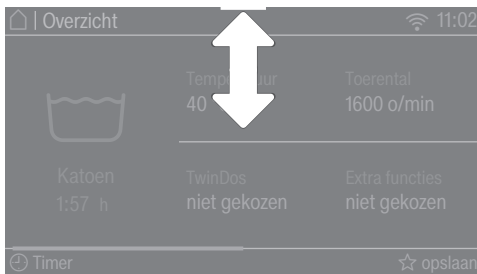 | Overzicht 11:02
Toerental
40 1600 o/min
Katoen
1:57 h
TwinDos Extra functies
niet gekozen niet gekozen
Timer opslaan